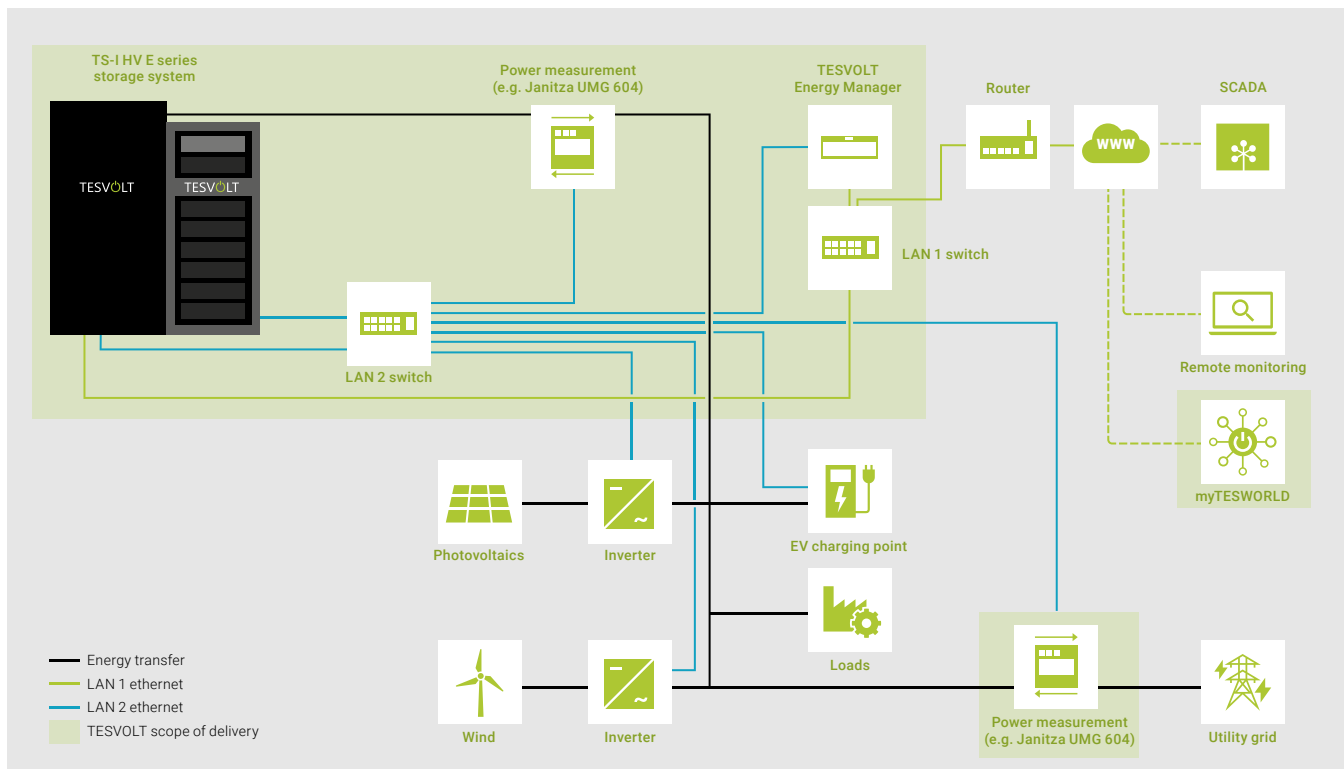 TS-I HV E series
storage system
Power measurement
(e.g. Janitza UMG 604)
TESVOLT
Energy Manager
Router
SCADA
WWW
TESVOLT
TESVOLT
LAN 1 switch
LAN 2 switch
Remote monitoring
myTESWORLD
Photovoltaics
Inverter
EV charging point
Loads
Wind
Inverter
Power measurement
(e.g. Janitza UMG 604)
Utility grid
Energy transfer
LAN 1 ethernet
LAN 2 ethernet
TESVOLT scope of delivery